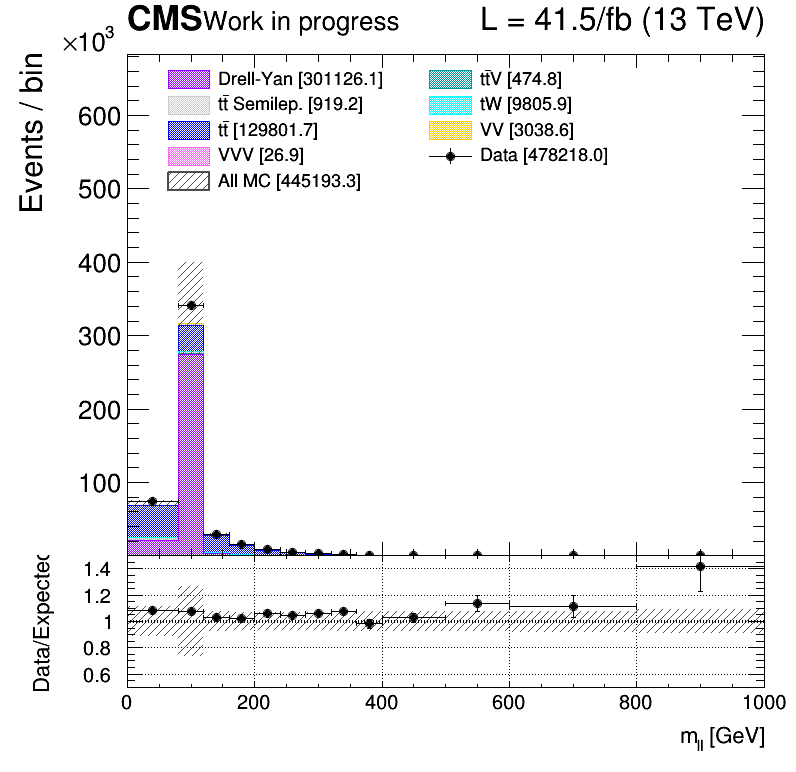 CMS Work in progress L = 41.5/fb (13 TeV)
×10³
Events / bin
Drell-Yan [301126.1]
tt̄ Semilep. [919.2]
tt̄ [129801.7]
VVV [26.9]
All MC [445193.3]
tt̄V [474.8]
tW [9805.9]
VV [3038.6]
Data [478218.0]
600
500
400
300
200
100
Data/Expected
1.4
1.2
1
0.8
0.6
0 200 400 600 800 1000
m_ll [GeV]